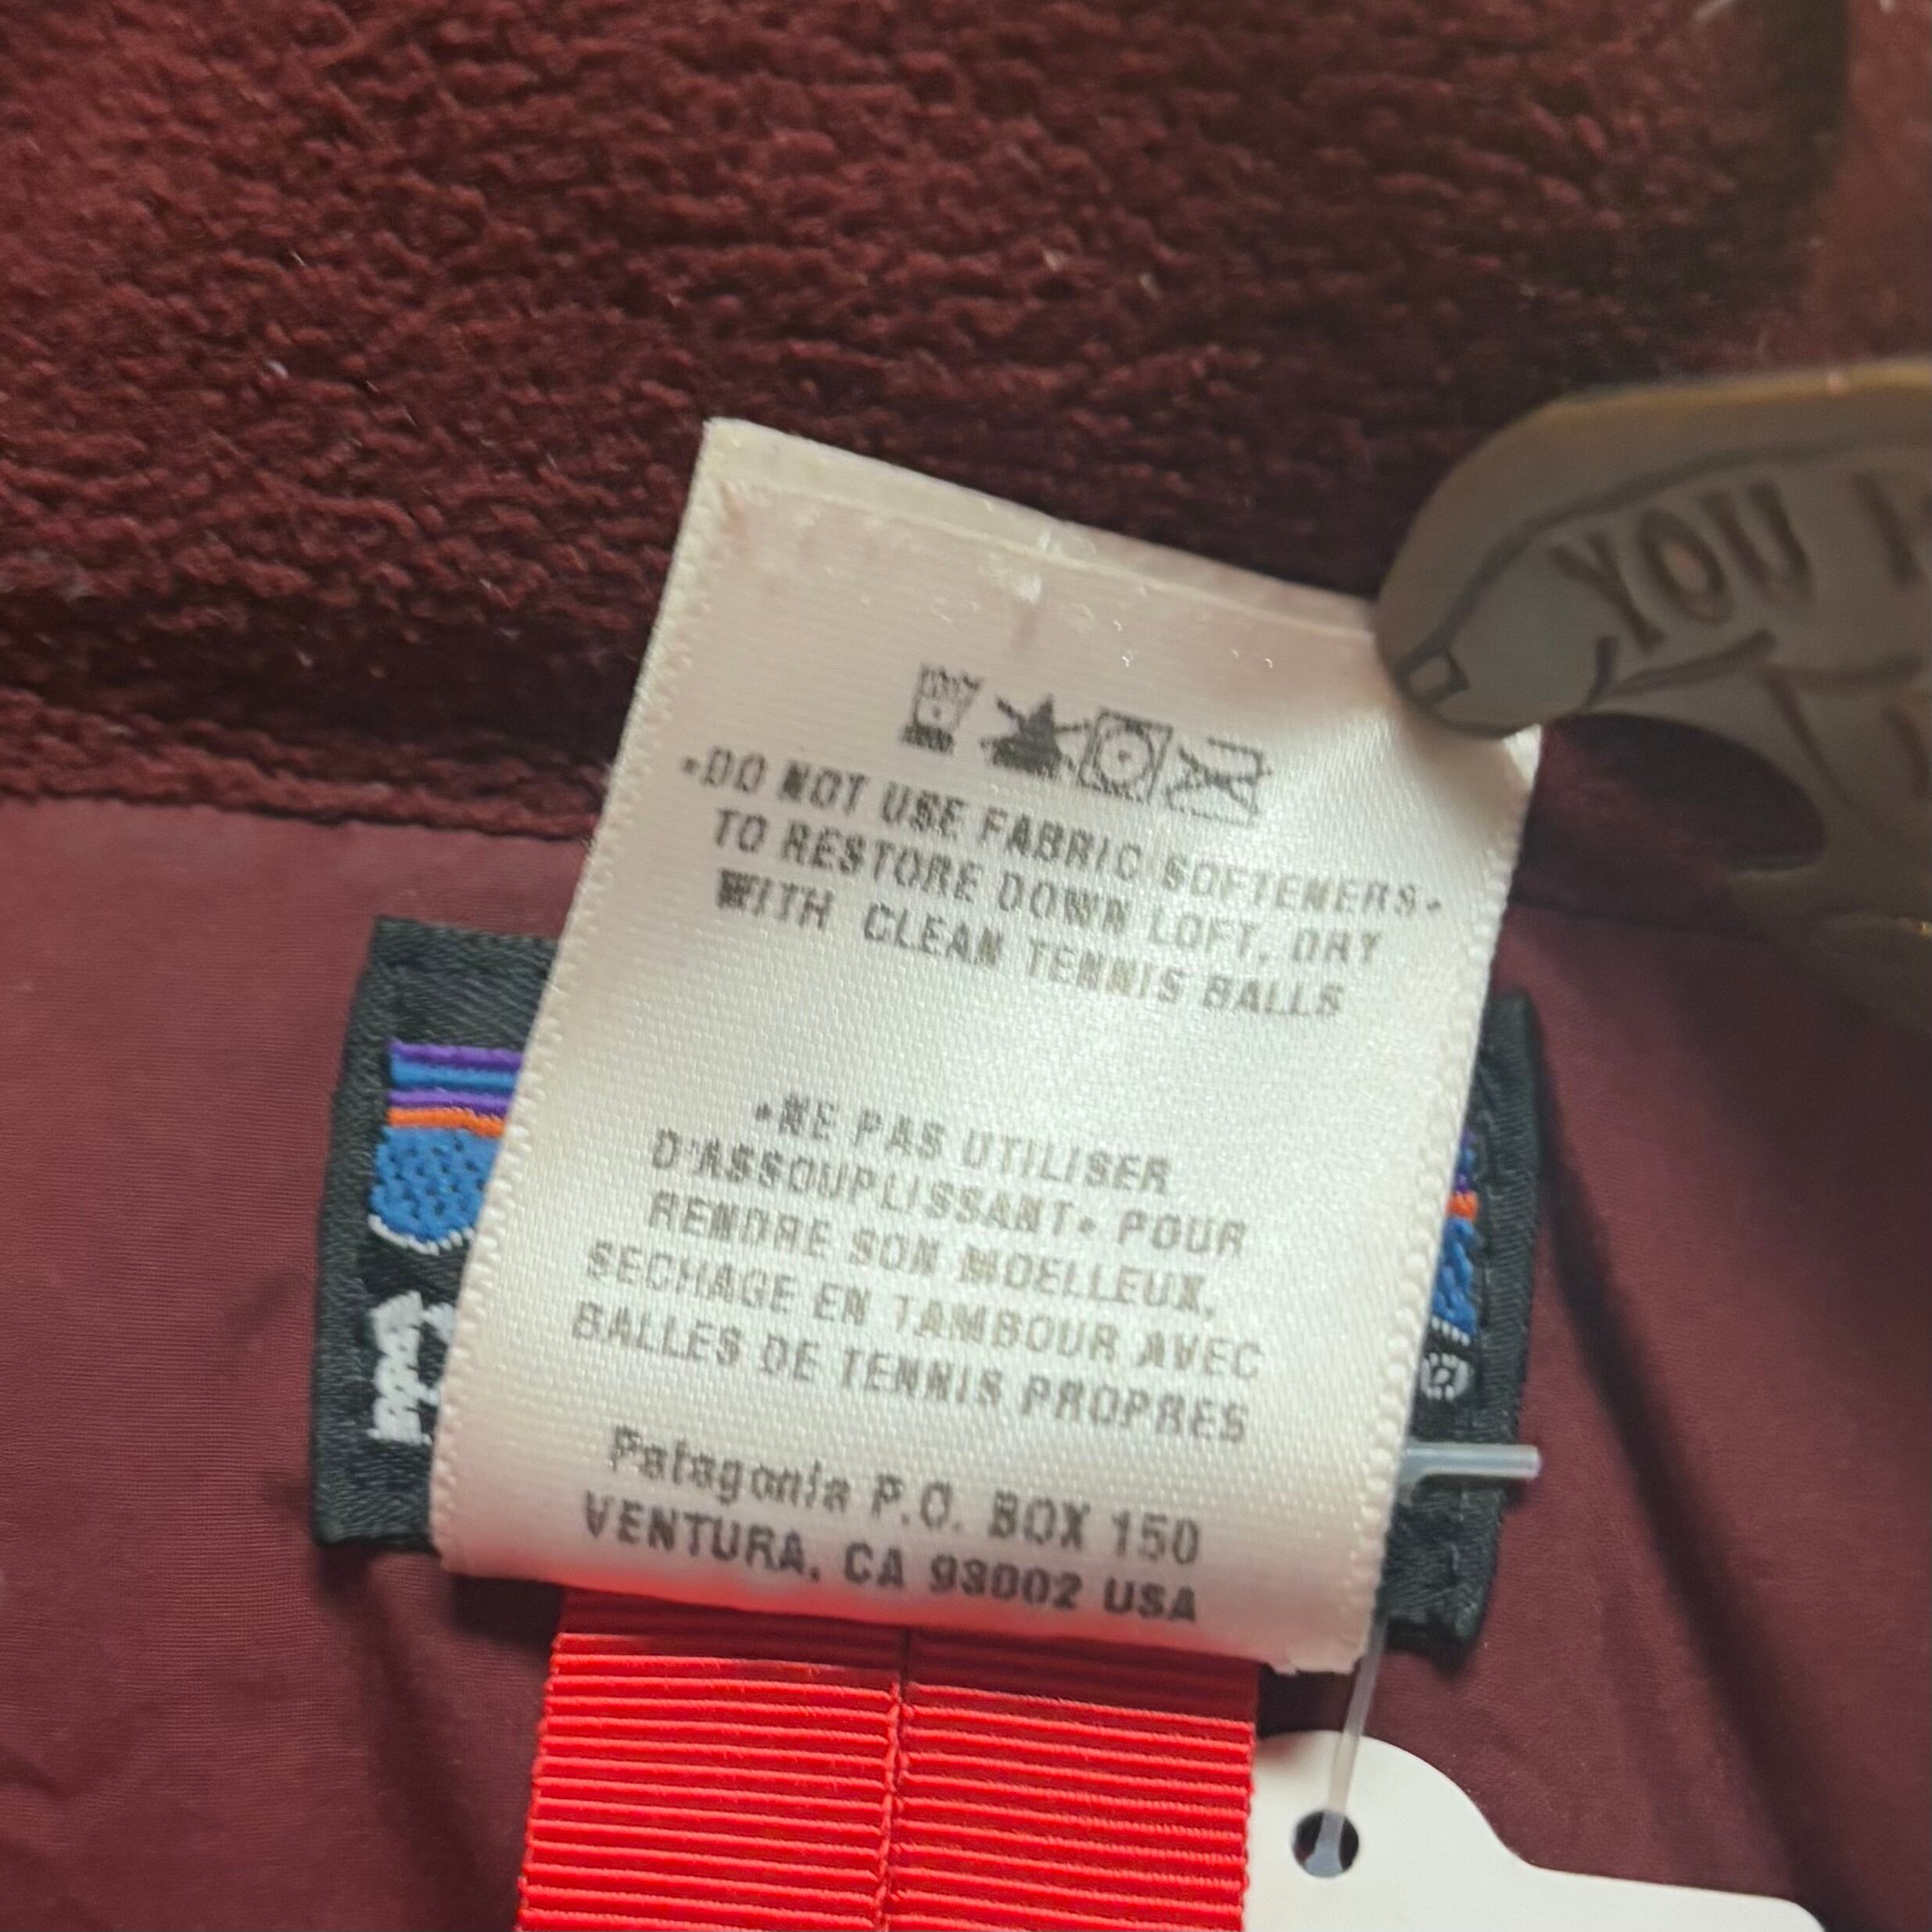 YOU
•DO NOT USE FABRIC SOFTENERS•
TO RESTORE DOWN LOFT, DRY
WITH CLEAN TENNIS BALLS
•NE PAS UTILISER
D'ASSOUPLISSANT• POUR
RENDRE SON MOELLEUX,
SECHAGE EN TAMBOUR AVEC
BALLES DE TENNIS PROPRES
Patagonia P.O. BOX 150
VENTURA, CA 93002 USA